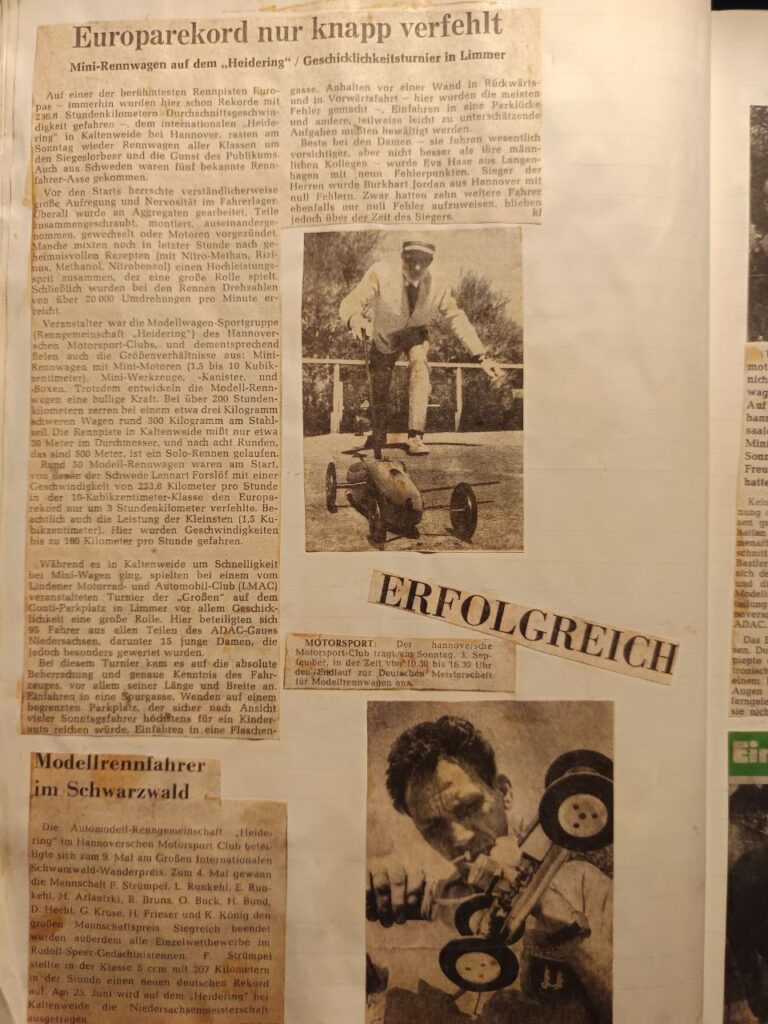 Europarekord nur knapp verfehlt
Mini-Rennwagen auf dem „Heidering“ / Geschicklichkeitsturnier in Limmer
Auf einer der berühmtesten Rennpisten Euro-
pas — immerhin wurden hier schon Rekorde mit
236,8 Stundenkilometern Durchschnittsgeschwin-
digkeit gefahren —, dem internationalen „Heide-
ring“ in Kaltenweide bei Hannover, rasten am
Sonntag wieder Rennwagen aller Klassen um
den Siegeslorbeer und die Gunst des Publikums.
Auch aus Schweden waren fünf bekannte Renn-
fahrer-Asse gekommen.
Vor den Starts herrschte verständlicherweise
große Aufregung und Nervosität im Fahrerlager.
Überall wurde an Aggregaten gearbeitet, Teile
zusammengeschraubt, montiert, auseinanderge-
nommen, gewechselt oder Motoren vorgezündet.
Manche mixten noch in letzter Stunde nach ge-
heimnisvollen Rezepten (mit Nitro-Methan, Rizi-
nus, Methanol, Nitrobenzol) einen Hochleistungs-
sprit zusammen, der eine große Rolle spielt.
Schließlich wurden bei den Rennen Drehzahlen
von über 20 000 Umdrehungen pro Minute er-
reicht.
Veranstalter war die Modellwagen-Sportgruppe
(Renngemeinschaft „Heidering“) des Hannover-
schen Motorsport-Clubs, und dementsprechend
fielen auch die Größenverhältnisse aus: Mini-
Rennwagen mit Mini-Motoren (1,5 bis 10 Kubik-
zentimeter), Mini-Werkzeuge, -Kanister, und
-Boxen. Trotzdem entwickeln die Modell-Renn-
wagen eine bullige Kraft. Bei über 200 Stunden-
kilometern zerren bei einem etwa drei Kilogramm
schweren Wagen rund 300 Kilogramm am Stahl-
seil. Die Rennpiste in Kaltenweide mißt nur etwa
20 Meter im Durchmesser, und nach acht Runden,
das sind 500 Meter, ist ein Solo-Rennen gelaufen.
Rund 50 Modell-Rennwagen waren am Start,
von denen der Schwede Lennart Forslöf mit einer
Geschwindigkeit von 233,8 Kilometer pro Stunde
in der 10-Kubikzentimeter-Klasse den Europa-
rekord nur um 3 Stundenkilometer verfehlte. Be-
achtlich auch die Leistung der Kleinsten (1,5 Ku-
bikzentimeter). Hier wurden Geschwindigkeiten
bis zu 160 Kilometer pro Stunde gefahren.
*
Während es in Kaltenweide um Schnelligkeit
bei Mini-Wagen ging, spielten bei einem vom
Lindener Motorrad- und Automobil-Club (LMAC)
veranstalteten Turnier der „Großen“ auf dem
Conti-Parkplatz in Limmer vor allem Geschick-
lichkeit eine große Rolle. Hier beteiligten sich
95 Fahrer aus allen Teilen des ADAC-Gaues
Niedersachsen, darunter 15 junge Damen, die
jedoch besonders gewertet wurden.
Bei diesem Turnier kam es auf die absolute
Beherrschung und genaue Kenntnis des Fahr-
zeuges, vor allem seiner Länge und Breite an.
Einfahren in eine Spurgasse, Wenden auf einem
begrenzten Parkplatz, der sicher nach Ansicht
vieler Sonntagsfahrer höchstens für ein Kinder-
auto reichen würde, Einfahren in eine Flaschen-
gasse, Anhalten vor einer Wand in Rückwärts-
und in Vorwärtsfahrt — hier wurden die meisten
Fehler gemacht —, Einfahren in eine Parklücke
und andere, teilweise leicht zu unterschätzende
Aufgaben mußten bewältigt werden.
Beste bei den Damen — sie fuhren wesentlich
vorsichtiger, aber nicht besser als ihre männ-
lichen Kollegen — wurde Eva Hase aus Langen-
hagen mit neun Fehlerpunkten. Sieger der
Herren wurde Burkhart Jordan aus Hannover mit
null Fehlern. Zwar hatten zehn weitere Fahrer
ebenfalls nur null Fehler aufzuweisen, blieben
jedoch über der Zeit des Siegers. kl
ERFOLGREICH
MOTORSPORT: Der hannoversche
Motorsport-Club trägt am Sonntag, 3. Sep-
tember, in der Zeit von 10.30 bis 16.30 Uhr
den Endlauf zur Deutschen Meisterschaft
für Modellrennwagen aus.
Modellrennfahrer
im Schwarzwald
Die Automodell-Renngemeinschaft „Heide-
ring“ im Hannoverschen Motorsport Club betei-
ligte sich zum 9. Mal am Großen Internationalen
Schwarzwald-Wanderpreis. Zum 4. Mal gewann
die Mannschaft F. Strümpel, L. Runkehl, E. Run-
kehl, H. Arlautzki, R. Bruns, O. Buck, H. Bund,
D. Hecht, G. Kruse, H. Frieser und K. König den
großen Mannschaftspreis. Siegreich beendet
wurden außerdem alle Einzelwettbewerbe im
Rudolf-Speer-Gedächtnisrennen. F. Strümpel
stellte in der Klasse 5 ccm mit 207 Kilometern
in der Stunde einen neuen deutschen Rekord
auf. Am 25. Juni wird auf dem „Heidering“ bei
Kaltenweide die Niedersachsenmeisterschaft
ausgetragen.